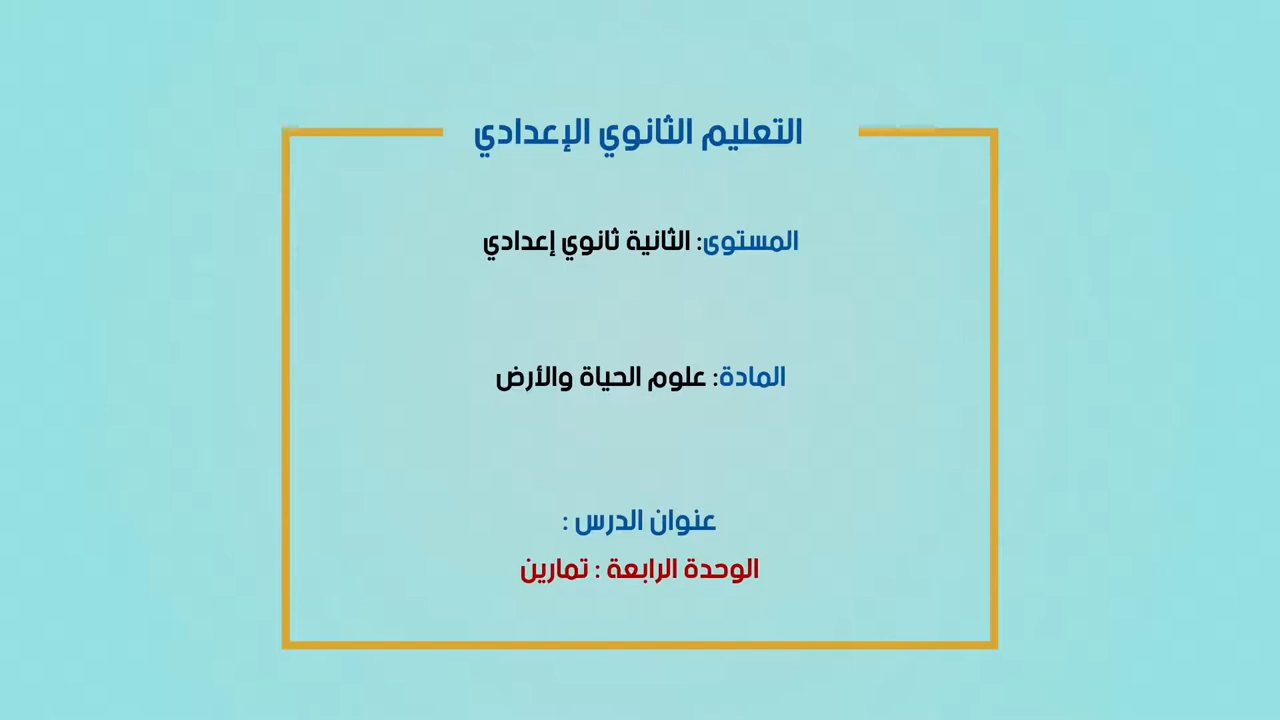 التعليم الثانوي الإعدادي
المستوى: الثانية ثانوي إعدادي
المادة: علوم الحياة والأرض
عنوان الدرس :
الوحدة الرابعة : تمارين